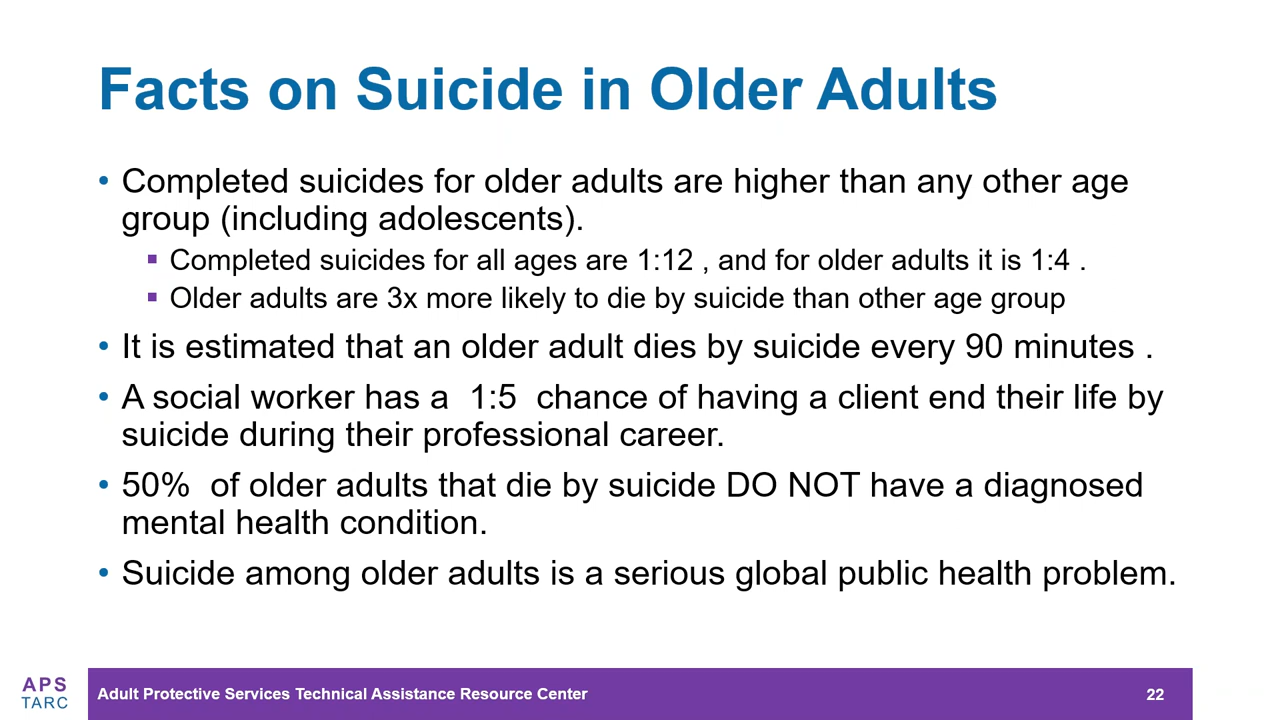 Facts on Suicide in Older Adults
• Completed suicides for older adults are higher than any other age
group (including adolescents).
▪ Completed suicides for all ages are 1:12 , and for older adults it is 1:4 .
▪ Older adults are 3x more likely to die by suicide than other age group
• It is estimated that an older adult dies by suicide every 90 minutes .
• A social worker has a 1:5 chance of having a client end their life by
suicide during their professional career.
• 50% of older adults that die by suicide DO NOT have a diagnosed
mental health condition.
• Suicide among older adults is a serious global public health problem.
APS
TARC
Adult Protective Services Technical Assistance Resource Center
22